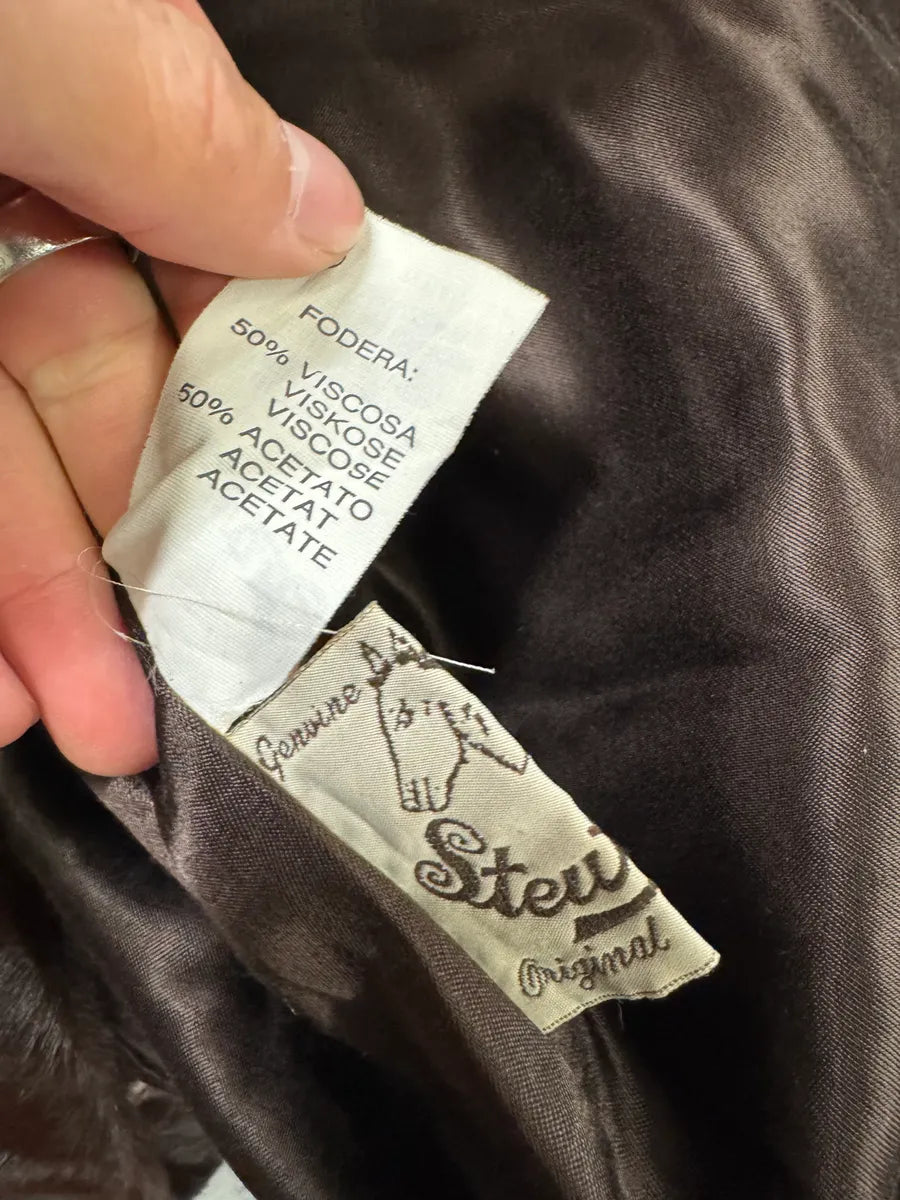 FODERA:
50% VISCOSA
VISKOSE
VISCOSE
50% ACETATO
ACETAT
ACETATE
Genuine
Original